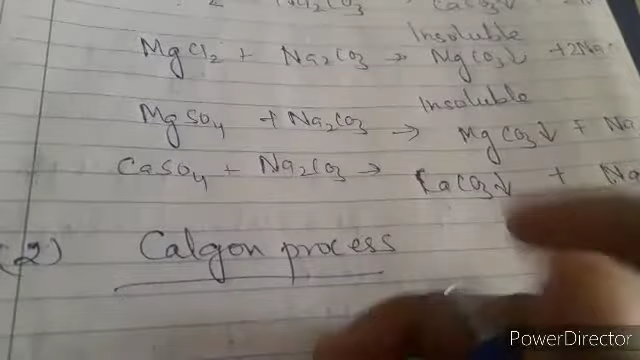 Insoluble
MgCl2 + Na2CO3 → MgCO3↓ +2Na
Insoluble
MgSO4 + Na2CO3 → MgCO3↓ + Na
CaSO4 + Na2CO3 → CaCO3↓ + Na
(2) Calgon process
PowerDirector